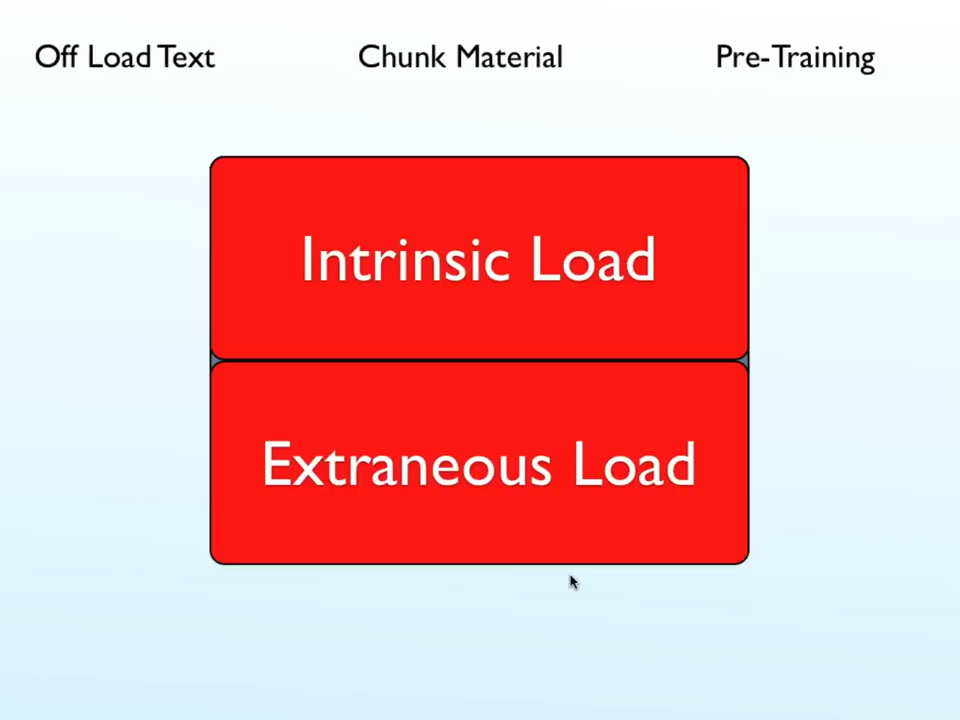 Off Load Text
Chunk Material
Pre-Training
Intrinsic Load
Extraneous Load